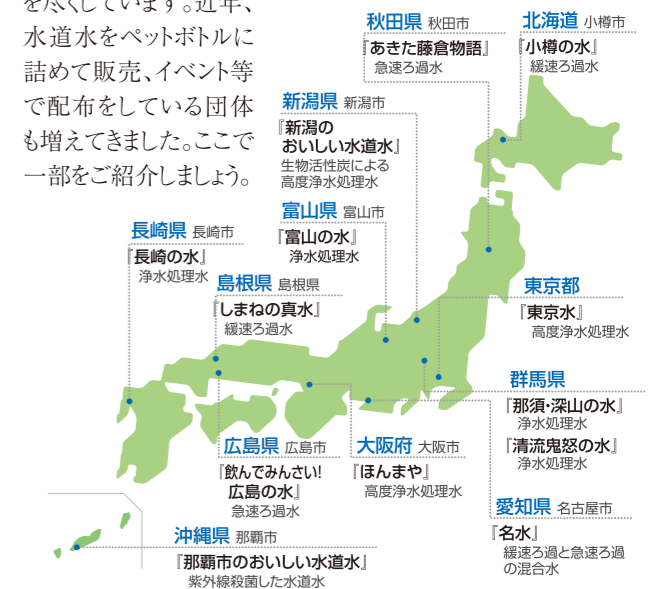 を尽くしています。近年、
水道水をペットボトルに
詰めて販売、イベント等
で配布をしている団体
も増えてきました。ここで
一部をご紹介しましょう。
秋田県 秋田市
『あきた藤倉物語』
急速ろ過水
北海道 小樽市
『小樽の水』
緩速ろ過水
新潟県 新潟市
『新潟の
おいしい水道水』
生物活性炭による
高度浄水処理水
富山県 富山市
『富山の水』
浄水処理水
長崎県 長崎市
『長崎の水』
浄水処理水
島根県 島根県
『しまねの真水』
緩速ろ過水
東京都
『東京水』
高度浄水処理水
群馬県
『那須・深山の水』
浄水処理水
『清流鬼怒の水』
浄水処理水
広島県 広島市
『飲んでみんさい!
広島の水』
急速ろ過水
大阪府 大阪市
『ほんまや』
高度浄水処理水
愛知県 名古屋市
『名水』
緩速ろ過と急速ろ過
の混合水
沖縄県 那覇市
『那覇市のおいしい水道水』
紫外線殺菌した水道水